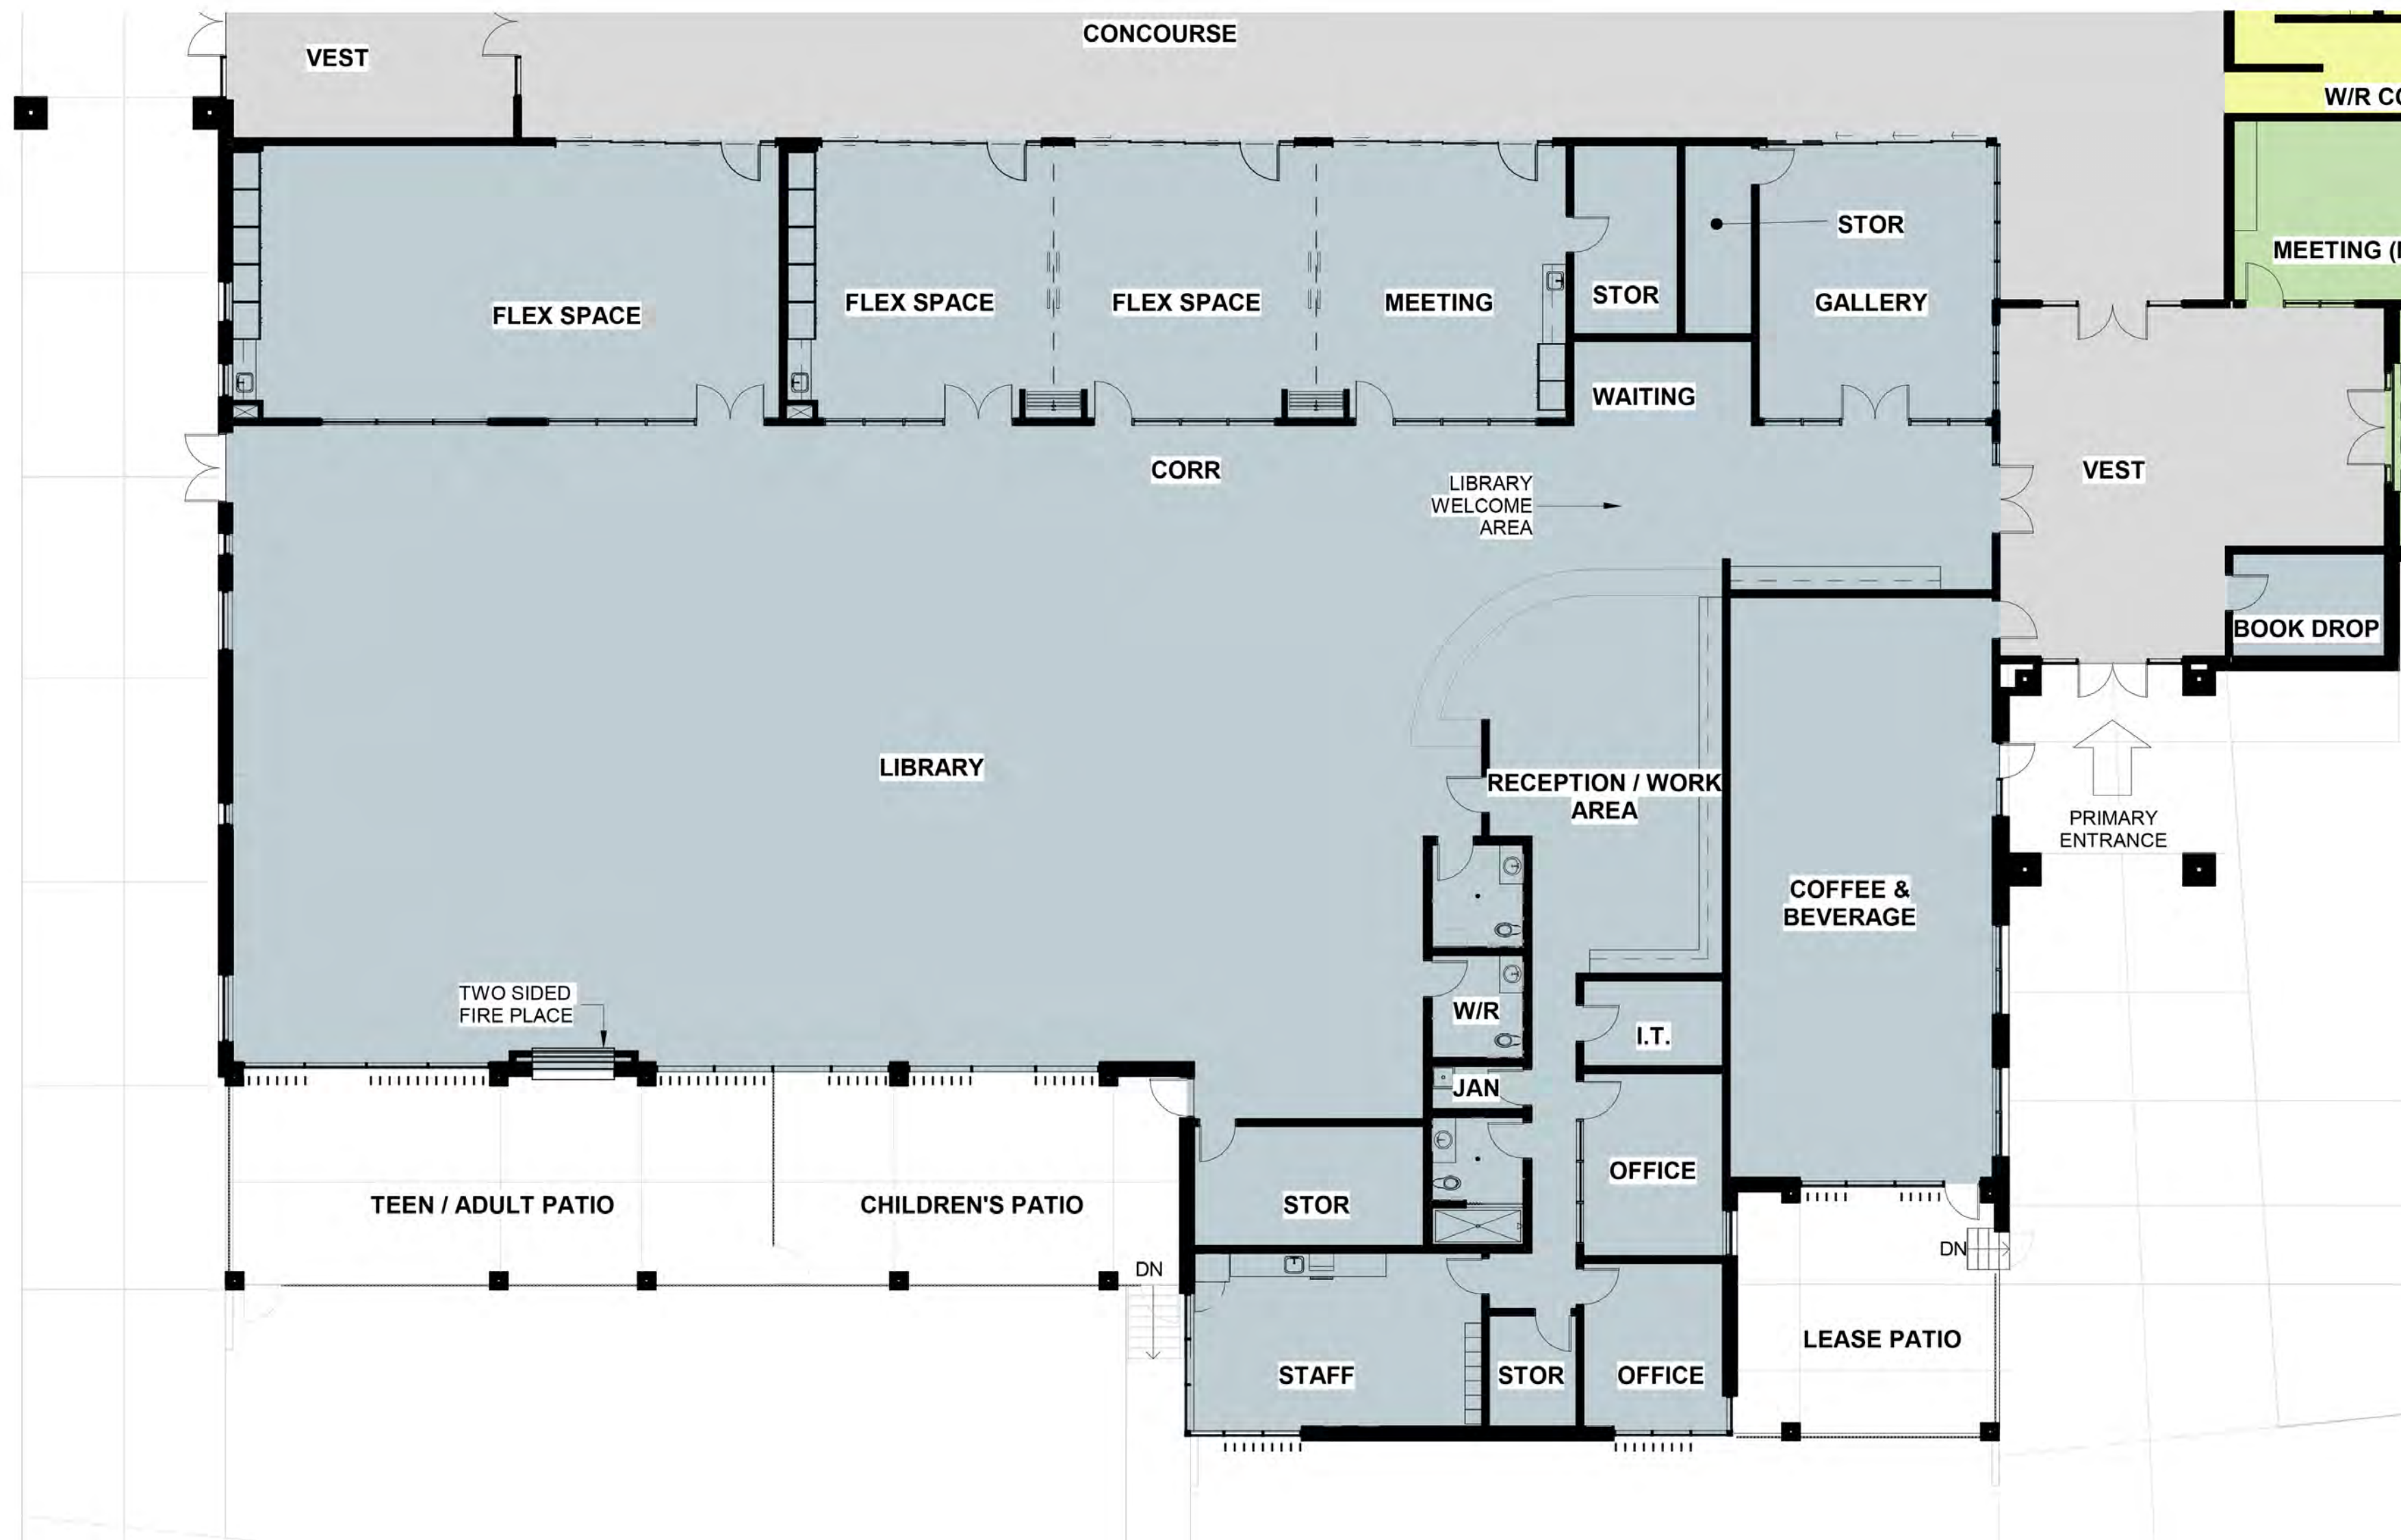 CONCOURSE
VEST
W/R
MEETING
FLEX SPACE
FLEX SPACE
FLEX SPACE
MEETING
STOR
STOR
GALLERY
WAITING
CORR
LIBRARY
WELCOME
AREA
VEST
BOOK DROP
LIBRARY
RECEPTION / WORK
AREA
PRIMARY
ENTRANCE
COFFEE &
BEVERAGE
TWO SIDED
FIRE PLACE
W/R
I.T.
JAN
OFFICE
TEEN / ADULT PATIO
CHILDREN'S PATIO
STOR
DN
DN
STAFF
STOR
OFFICE
LEASE PATIO